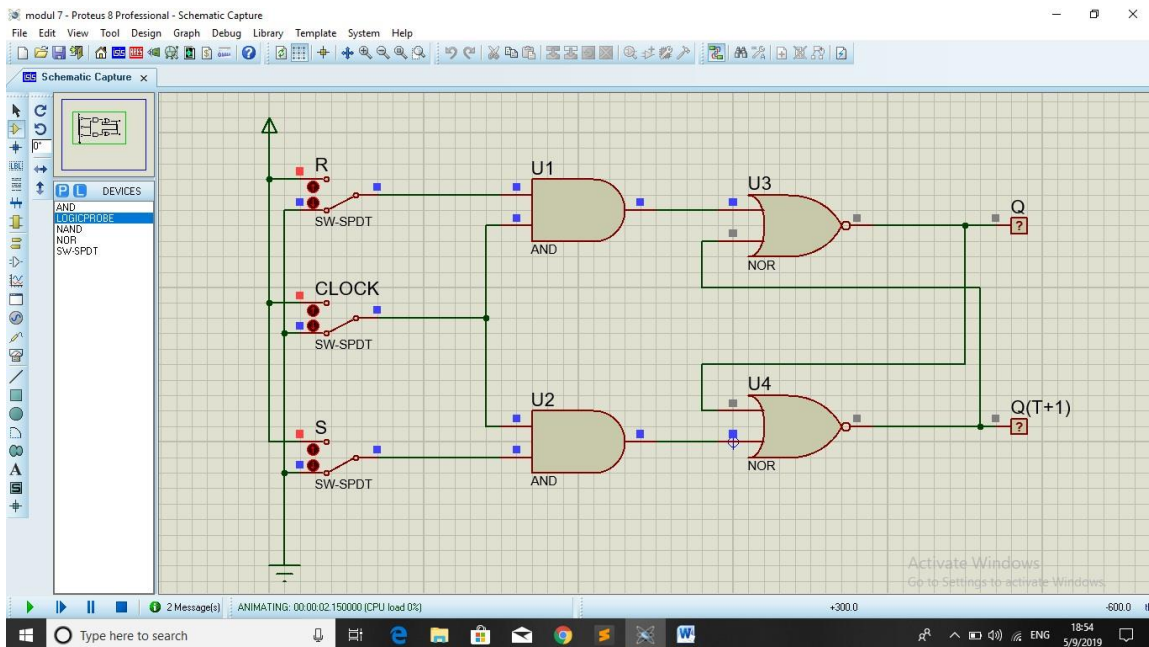 modul 7 - Proteus 8 Professional - Schematic Capture
File Edit View Tool Design Graph Debug Library Template System Help
Schematic Capture
0°
LBL
P L DEVICES
AND
LOGICPROBE
NAND
NOR
SW-SPDT
R
SW-SPDT
U1
AND
U3
NOR
Q
?
CLOCK
SW-SPDT
S
SW-SPDT
U2
AND
U4
NOR
Q(T+1)
?
A
S
Activate Windows
Go to Settings to activate Windows.
2 Message(s) ANIMATING: 00:00:02.150000 (CPU load 0%) +300.0 -600.0
Type here to search
ENG
18:54
5/9/2019